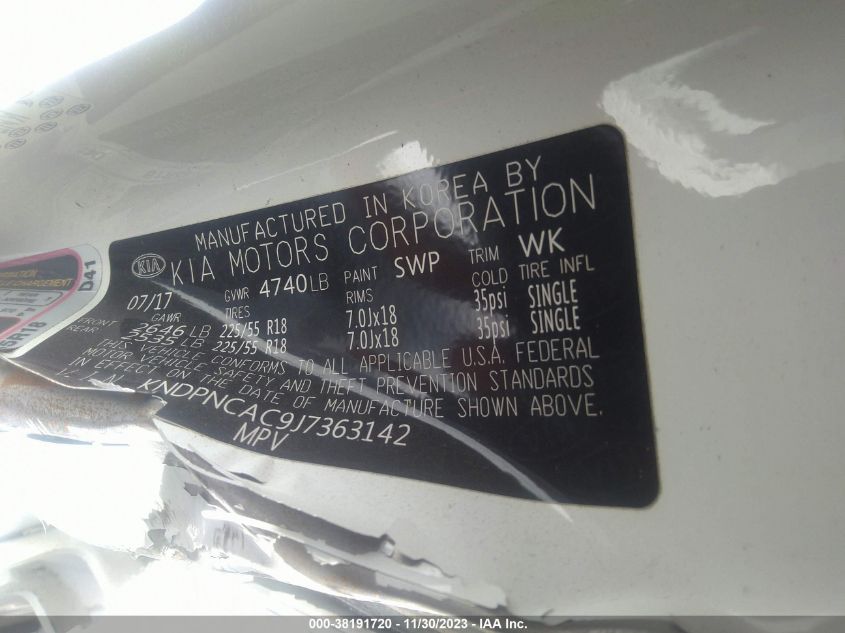 MANUFACTURED IN KOREA BY
KIA MOTORS CORPORATION
KIA
07/17 GVWR 4740LB PAINT SWP TRIM WK
GAWR TIRES RIMS COLD TIRE INFL
FRONT 2646 LB 225/55 R18 7.0Jx18 35psi SINGLE
REAR 2535 LB 225/55 R18 7.0Jx18 35psi SINGLE
THIS VEHICLE CONFORMS TO ALL APPLICABLE U.S.A. FEDERAL
MOTOR VEHICLE SAFETY AND THEFT PREVENTION STANDARDS
IN EFFECT ON THE DATE OF MANUFACTURE SHOWN ABOVE.
KNDPNCAC9J7363142
MPV
D41
000-38191720 - 11/30/2023 - IAA Inc.